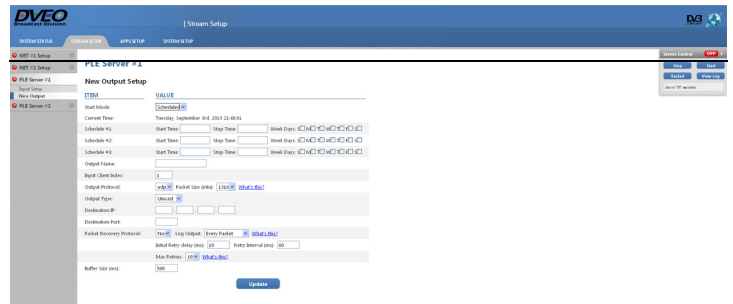 DVEO
Broadcast Division
| Stream Setup
DVB
SYSTEM STATUS STREAM SETUP APPS SETUP SYSTEM SETUP
NET #1 Setup
NET #2 Setup
PLE Server #1
Input Setup
New Output
PLE Server #2
Service Control OFF
Stop Start
Restart View Log
PLE Server #1
New Output Setup
ITEM VALUE
Start Mode: Scheduled
Current Time: Tuesday, September 3rd, 2013 21:48:01
Schedule #1: Start Time: Stop Time: Week Days: S M T W T F S
Schedule #2: Start Time: Stop Time: Week Days: S M T W T F S
Schedule #3: Start Time: Stop Time: Week Days: S M T W T F S
Output Name:
Input Client Index: 1
Output Protocol: udp Packet Size (mtu): 1316 What's this?
Output Type: Unicast
Destination IP: . . .
Destination Port:
Packet Recovery Protocol: No Log Output: Every Packet What's this?
Initial Retry delay (ms): 10 Retry Interval (ms): 60
Max Retries: 10 What's this?
Buffer Size (ms): 500
Update